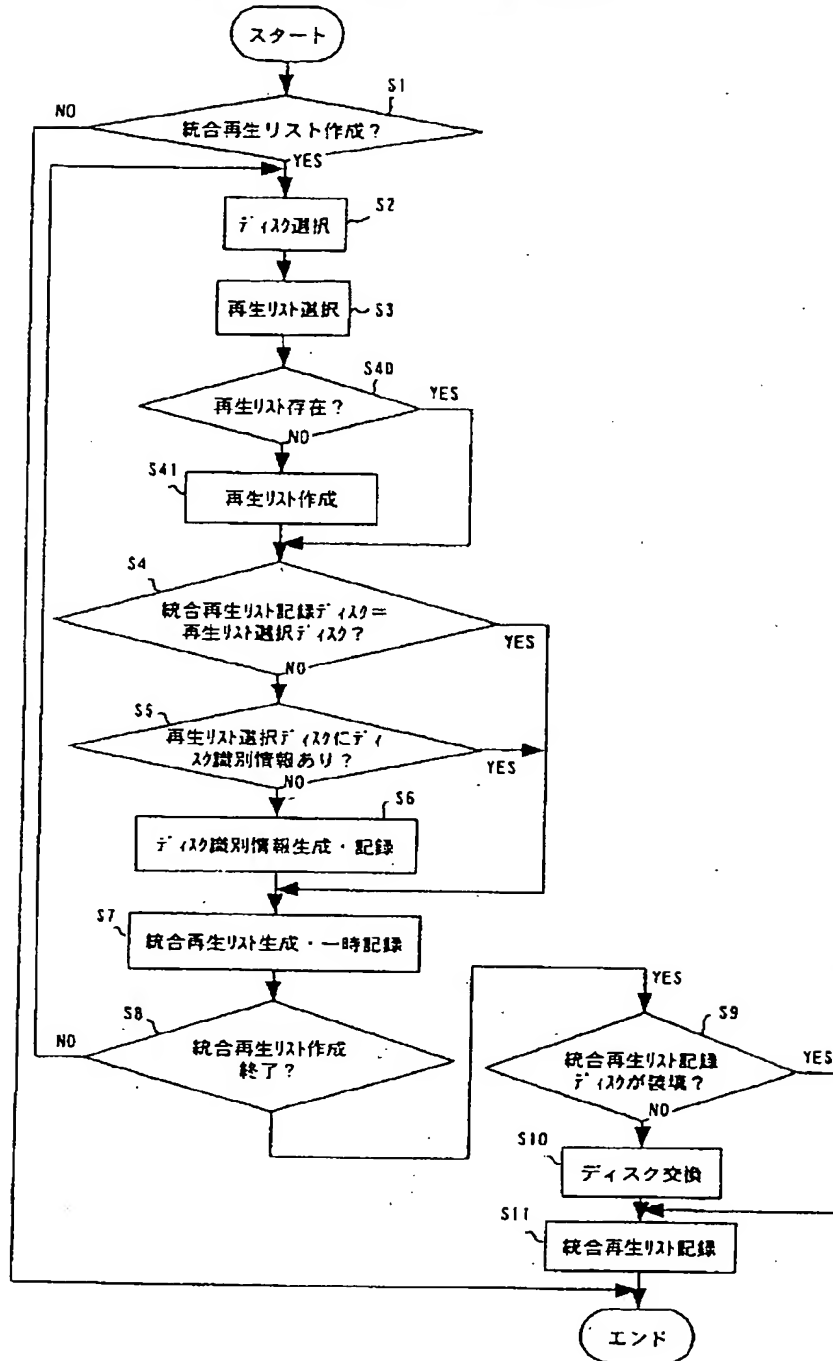 スタート
S1
NO
統合再生リスト作成?
YES
S2
ディスク選択
再生リスト選択
S3
S40
再生リスト存在?
YES
NO
S41
再生リスト作成
S4
統合再生リスト記録ディスク=
再生リスト選択ディスク?
YES
NO
S5
再生リスト選択ディスクにディ
スク識別情報あり?
YES
NO
S6
ディスク識別情報生成・記録
S7
統合再生リスト生成・一時記録
S8
NO
統合再生リスト作成
終了?
YES
S9
統合再生リスト記録
ディスクが装填?
YES
NO
S10
ディスク交換
S11
統合再生リスト記録
エンド